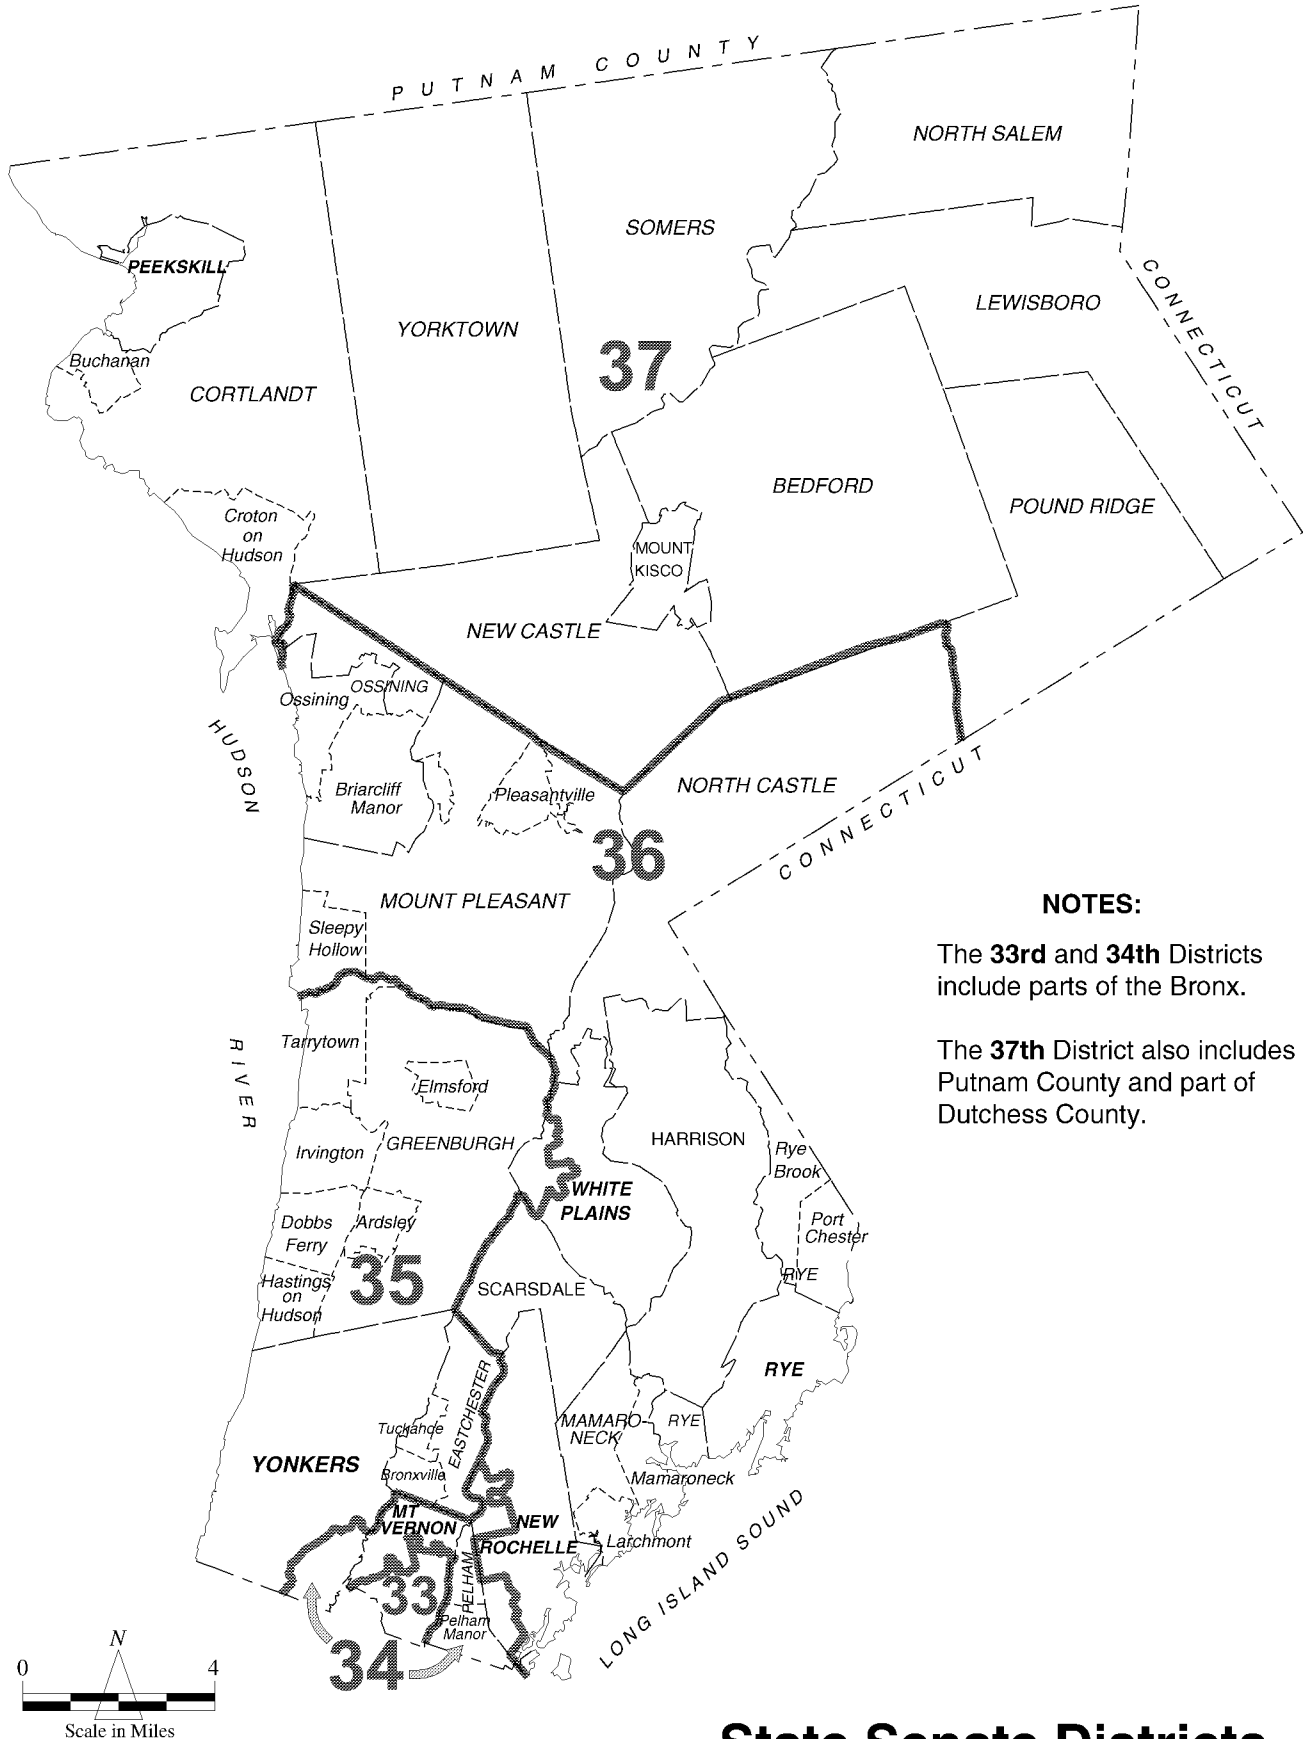 PUTNAM COUNTY
NORTH SALEM
SOMERS
PEEKSKILL
CONNECTICUT
LEWISBORO
YORKTOWN
37
Buchanan
CORTLANDT
BEDFORD
POUND RIDGE
Croton
on
Hudson
MOUNT
KISCO
NEW CASTLE
OSSINING
Ossining
HUDSON
NORTH CASTLE
Briarcliff
Manor
Pleasantville
CONNECTICUT
36
MOUNT PLEASANT
Sleepy
Hollow
NOTES:
The 33rd and 34th Districts
include parts of the Bronx.
The 37th District also includes
Putnam County and part of
Dutchess County.
Tarrytown
RIVER
Elmsford
GREENBURGH
HARRISON
Irvington
Rye
Brook
WHITE
PLAINS
Dobbs
Ferry
Ardsley
Port
Chester
35
RYE
Hastings
on
Hudson
SCARSDALE
RYE
EASTCHESTER
MAMARO-
NECK
RYE
Tuckahoe
YONKERS
Bronxville
Mamaroneck
MT
VERNON
NEW
ROCHELLE
Larchmont
LONG ISLAND SOUND
PELHAM
33
Pelham
Manor
34
N
0 4
Scale in Miles
State Senate Districts